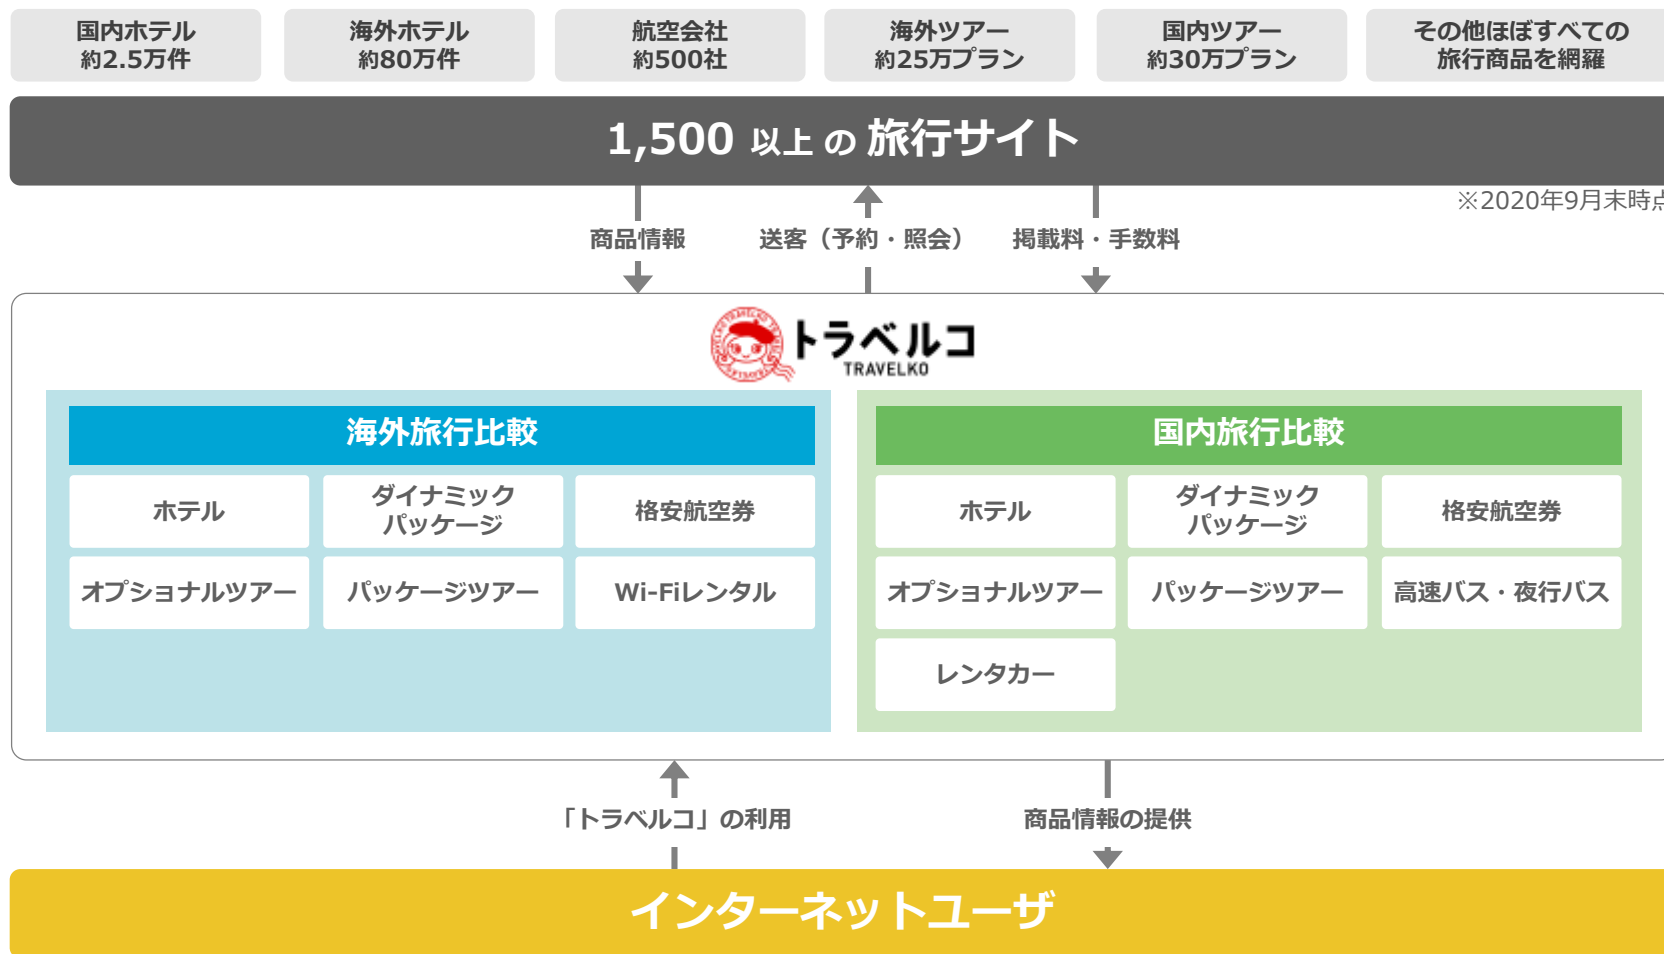 国内ホテル
約2.5万件
海外ホテル
約80万件
航空会社
約500社
海外ツアー
約25万プラン
国内ツアー
約30万プラン
その他ほぼすべての
旅行商品を網羅
1,500 以上 の 旅行サイト
※2020年9月末時点
商品情報
送客（予約・照会）
掲載料・手数料
トラベルコ
TRAVELKO
海外旅行比較
ホテル
ダイナミック
パッケージ
格安航空券
オプショナルツアー
パッケージツアー
Wi-Fiレンタル
国内旅行比較
ホテル
ダイナミック
パッケージ
格安航空券
オプショナルツアー
パッケージツアー
高速バス・夜行バス
レンタカー
「トラベルコ」の利用
商品情報の提供
インターネットユーザ